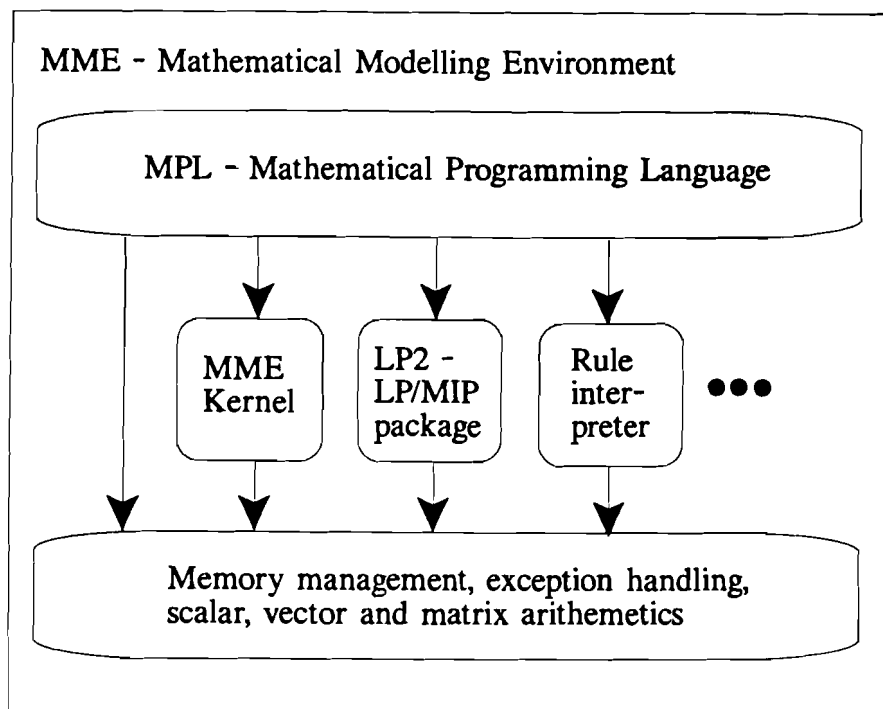 MME - Mathematical Modelling Environment
MPL - Mathematical Programming Language
MME
Kernel
LP2 -
LP/MIP
package
Rule
inter-
preter
Memory management, exception handling,
scalar, vector and matrix arithemetics